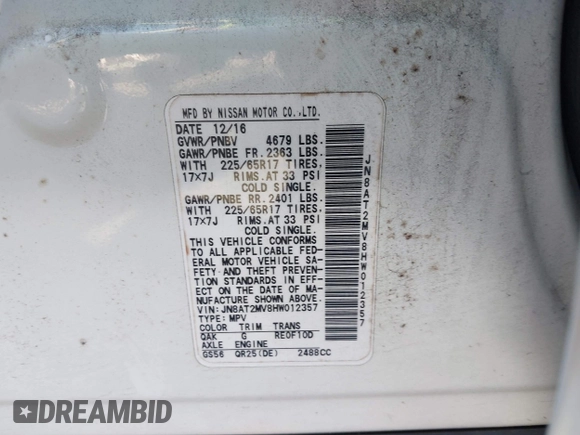 MFD BY NISSAN MOTOR CO.,LTD.
DATE 12/16
GVWR/PNBV 4679 LBS.
GAWR/PNBE FR.2363 LBS.
WITH 225/65R17 TIRES,
17×7J RIMS.AT 33 PSI
COLD SINGLE.
GAWR/PNBE RR.2401 LBS.
WITH 225/65R17 TIRES,
17×7J RIMS.AT 33 PSI
COLD SINGLE.
THIS VEHICLE CONFORMS
TO ALL APPLICABLE FED-
ERAL MOTOR VEHICLE SA-
FETY AND THEFT PREVEN-
TION STANDARDS IN EFF-
ECT ON THE DATE OF MA-
NUFACTURE SHOWN ABOVE.
VIN:JN8AT2MV8HW012357
TYPE:MPV
COLOR TRIM TRANS
QAK G RE0F10D
AXLE ENGINE
GS56 QR25(DE) 2488CC
JN8AT2MV8HW012357
DREAMBID